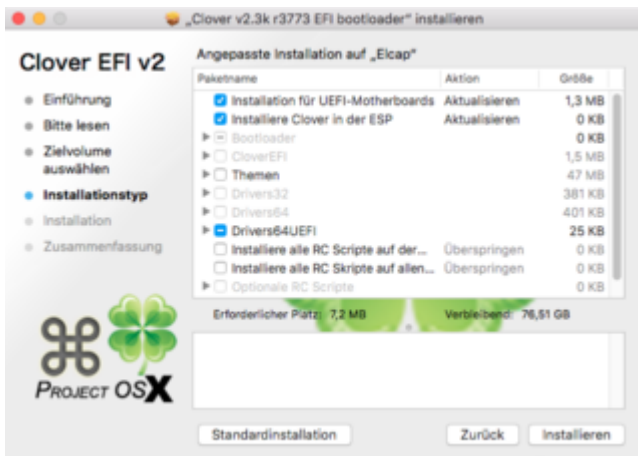 „Clover v2.3k r3773 EFI bootloader“ installieren
Clover EFI v2
Einführung
Bitte lesen
Zielvolume
auswählen
Installationstyp
Installation
Zusammenfassung
PROJECT OSX
Angepasste Installation auf „Elcap“
Paketname Aktion Größe
Installation für UEFI-Motherboards Aktualisieren 1,3 MB
Installiere Clover in der ESP Aktualisieren 0 KB
Bootloader 0 KB
CloverEFI 1,5 MB
Themen 47 MB
Drivers32 381 KB
Drivers64 401 KB
Drivers64UEFI 25 KB
Installiere alle RC Scripte auf der... Überspringen 0 KB
Installiere alle RC Skripte auf allen... Überspringen 0 KB
Optionale RC Scripte 0 KB
Erforderlicher Platz: 7,2 MB Verbleibend: 76,51 GB
Standardinstallation Zurück Installieren